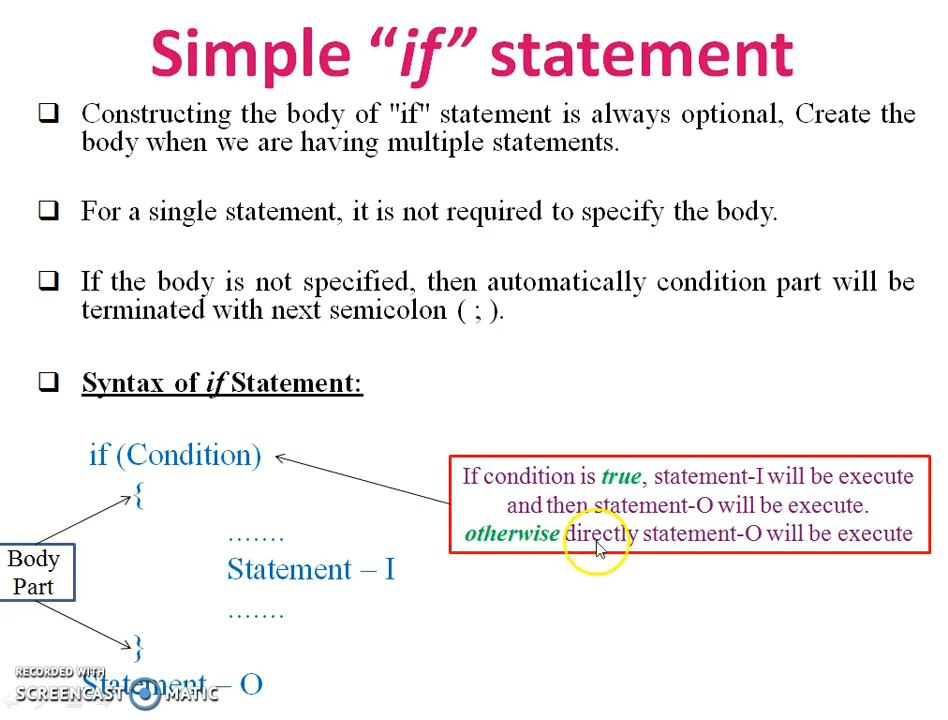 Simple “if” statement
❑ Constructing the body of "if" statement is always optional, Create the
body when we are having multiple statements.
❑ For a single statement, it is not required to specify the body.
❑ If the body is not specified, then automatically condition part will be
terminated with next semicolon ( ; ).
❑ Syntax of if Statement:
if (Condition)
{
.......
Statement – I
.......
}
Statement – O
Body
Part
If condition is true, statement-I will be execute
and then statement-O will be execute.
otherwise directly statement-O will be execute
RECORDED WITH
SCREENCAST MATIC